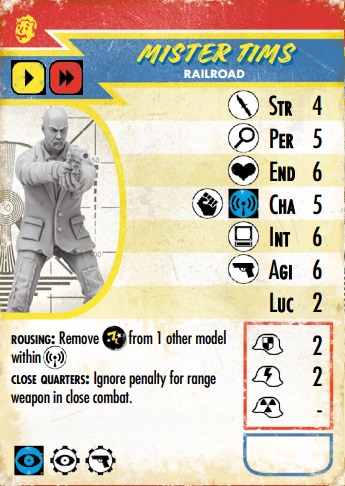 MISTER TIMS
RAILROAD
STR 4
PER 5
END 6
CHA 5
INT 6
AGI 6
LUC 2
ROUSING: Remove from 1 other model
within
CLOSE QUARTERS: Ignore penalty for range
weapon in close combat.
2
2
-